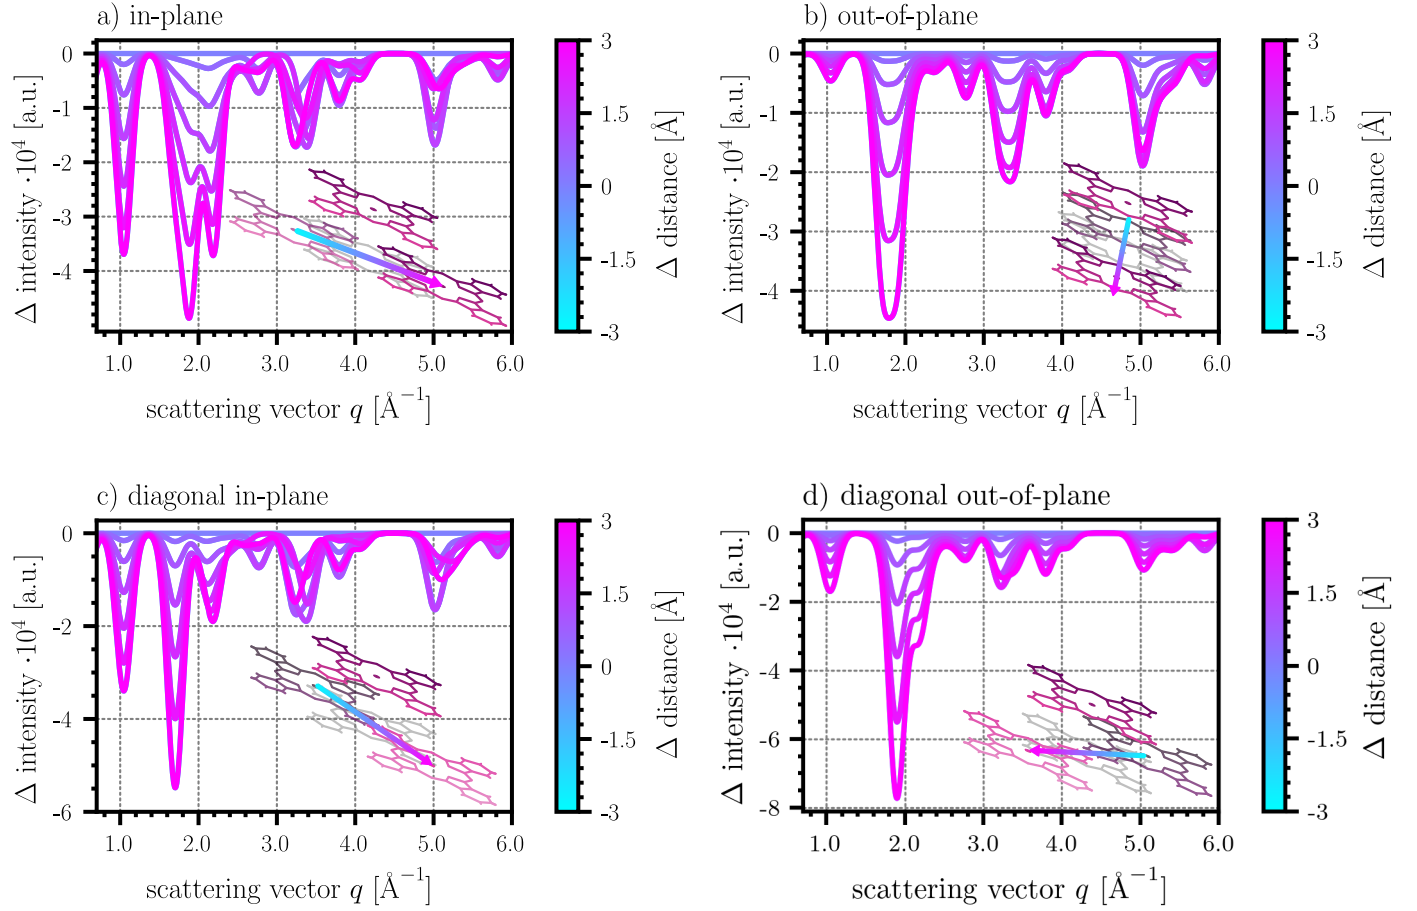 a) in-plane
0
-1
-2
-3
-4
Δ intensity ·10⁴ [a.u.]
1.0 2.0 3.0 4.0 5.0 6.0
scattering vector q [Å⁻¹]
3
1.5
0
-1.5
-3
Δ distance [Å]
b) out-of-plane
0
-1
-2
-3
-4
Δ intensity ·10⁴ [a.u.]
1.0 2.0 3.0 4.0 5.0 6.0
scattering vector q [Å⁻¹]
3
1.5
0
-1.5
-3
Δ distance [Å]
c) diagonal in-plane
0
-2
-4
-6
Δ intensity ·10⁴ [a.u.]
1.0 2.0 3.0 4.0 5.0 6.0
scattering vector q [Å⁻¹]
3
1.5
0
-1.5
-3
Δ distance [Å]
d) diagonal out-of-plane
0
-2
-4
-6
-8
Δ intensity ·10⁴ [a.u.]
1.0 2.0 3.0 4.0 5.0 6.0
scattering vector q [Å⁻¹]
3
1.5
0
-1.5
-3
Δ distance [Å]